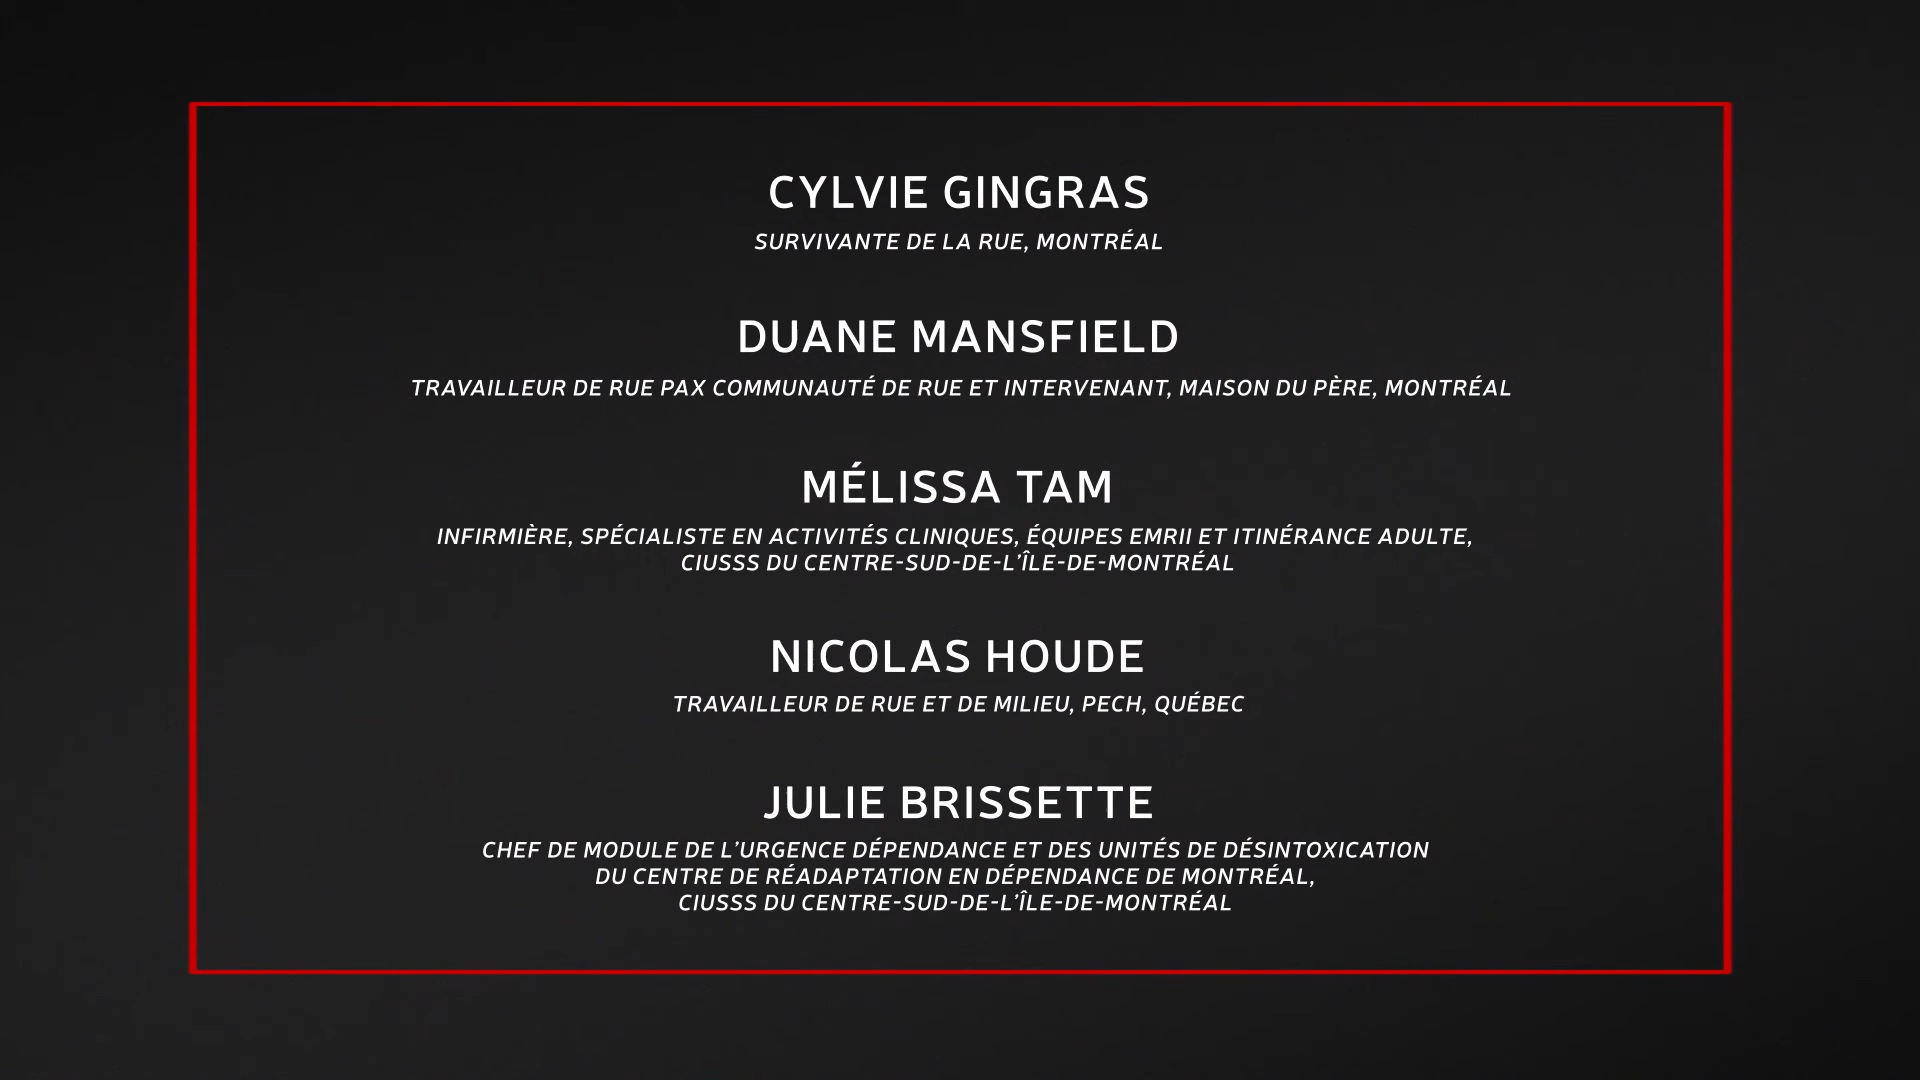 CYLVIE GINGRAS
SURVIVANTE DE LA RUE, MONTRÉAL
DUANE MANSFIELD
TRAVAILLEUR DE RUE PAX COMMUNAUTÉ DE RUE ET INTERVENANT, MAISON DU PÈRE, MONTRÉAL
MÉLISSA TAM
INFIRMIÈRE, SPÉCIALISTE EN ACTIVITÉS CLINIQUES, ÉQUIPES EMRII ET ITINÉRANCE ADULTE,
CIUSSS DU CENTRE-SUD-DE-L’ÎLE-DE-MONTRÉAL
NICOLAS HOUDE
TRAVAILLEUR DE RUE ET DE MILIEU, PECH, QUÉBEC
JULIE BRISSETTE
CHEF DE MODULE DE L’URGENCE DÉPENDANCE ET DES UNITÉS DE DÉSINTOXICATION
DU CENTRE DE RÉADAPTATION EN DÉPENDANCE DE MONTRÉAL,
CIUSSS DU CENTRE-SUD-DE-L’ÎLE-DE-MONTRÉAL